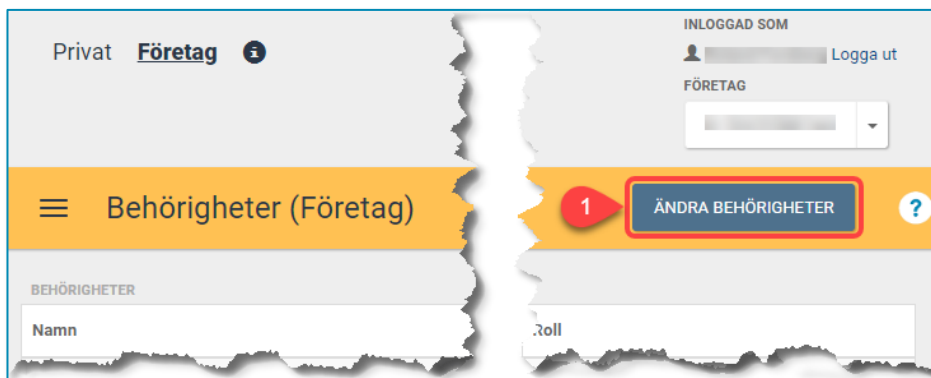 Privat Företag i
INLOGGAD SOM
Logga ut
FÖRETAG
Behörigheter (Företag)
1
ÄNDRA BEHÖRIGHETER
?
BEHÖRIGHETER
Namn
Roll